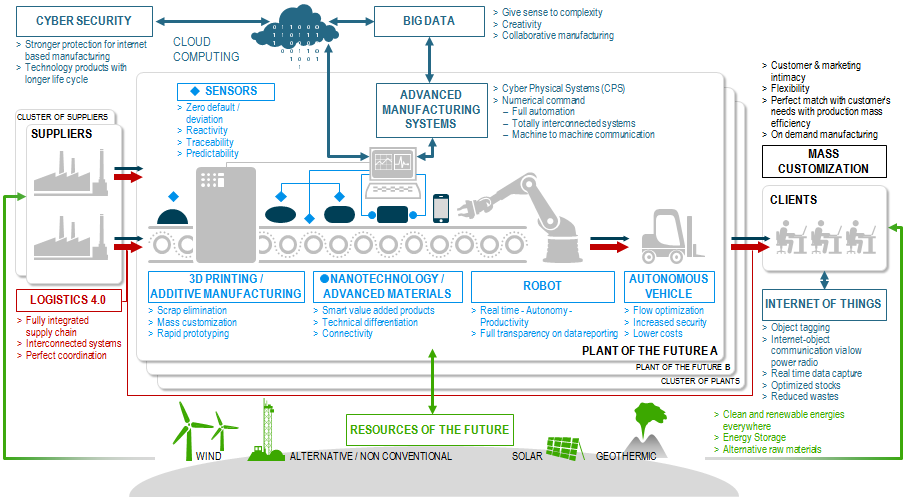 CYBER SECURITY
> Stronger protection for internet
based manufacturing
> Technology products with
longer life cycle
CLOUD
COMPUTING
BIG DATA
> Give sense to complexity
> Creativity
> Collaborative manufacturing
ADVANCED
MANUFACTURING
SYSTEMS
> Cyber Physical Systems (CPS)
> Numerical command
– Full automation
– Totally interconnected systems
– Machine to machine communication
> Customer & marketing
intimacy
> Flexibility
> Perfect match with customer's
needs with production mass
efficiency
> On demand manufacturing
MASS
CUSTOMIZATION
SENSORS
> Zero default /
deviation
> Reactivity
> Traceability
> Predictability
CLUSTER OF SUPPLIERS
SUPPLIERS
CLIENTS
LOGISTICS 4.0
> Fully integrated
supply chain
> Interconnected systems
> Perfect coordination
3D PRINTING /
ADDITIVE MANUFACTURING
> Scrap elimination
> Mass customization
> Rapid prototyping
NANOTECHNOLOGY /
ADVANCED MATERIALS
> Smart value added products
> Technical differentiation
> Connectivity
ROBOT
> Real time - Autonomy -
Productivity
> Full transparency on data reporting
AUTONOMOUS
VEHICLE
> Flow optimization
> Increased security
> Lower costs
INTERNET OF THINGS
> Object tagging
> Internet-object
communication via low
power radio
> Real time data capture
> Optimized stocks
> Reduced wastes
PLANT OF THE FUTURE A
PLANT OF THE FUTURE B
CLUSTER OF PLANTS
RESOURCES OF THE FUTURE
> Clean and renewable energies
everywhere
> Energy Storage
> Alternative raw materials
WIND
ALTERNATIVE / NON CONVENTIONAL
SOLAR
GEOTHERMIC